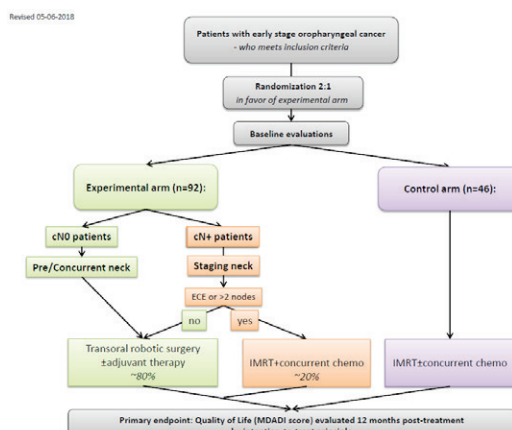 Revised 05-06-2018
Patients with early stage oropharyngeal cancer
- who meets inclusion criteria
Randomization 2:1
in favor of experimental arm
Baseline evaluations
Experimental arm (n=92):
Control arm (n=46):
cN0 patients
cN+ patients
Pre/Concurrent neck
Staging neck
ECE or >2 nodes
no
yes
Transoral robotic surgery
±adjuvant therapy
~80%
IMRT+concurrent chemo
~20%
IMRT±concurrent chemo
Primary endpoint: Quality of Life (MDADI score) evaluated 12 months post-treatment